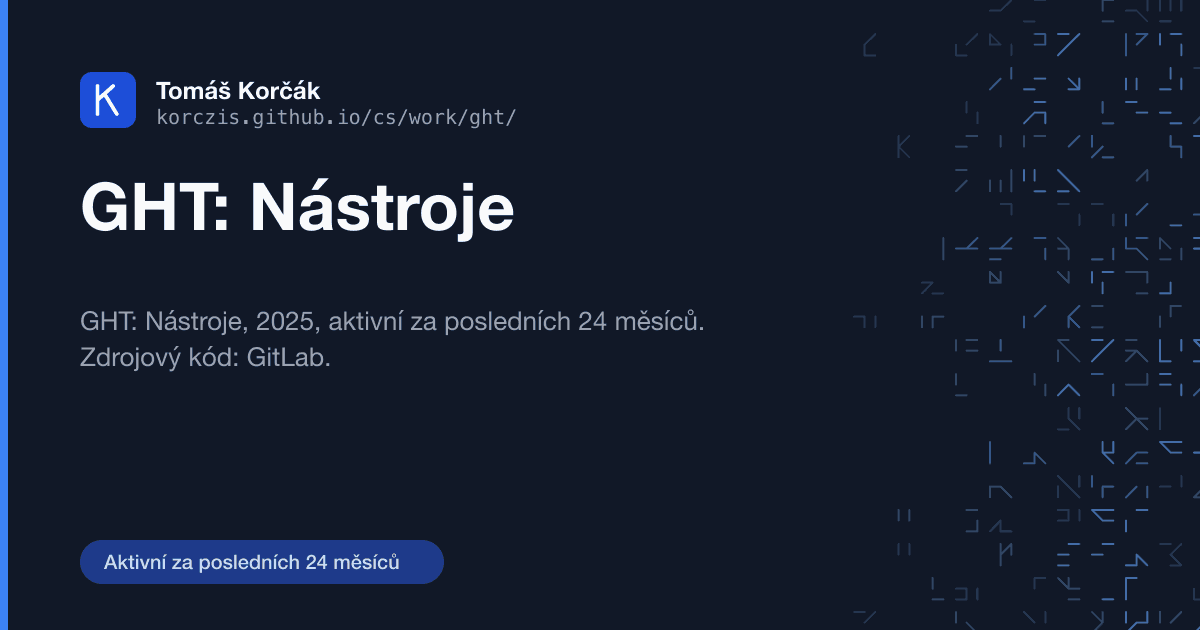 Tomáš Korčák
korczis.github.io/cs/work/ght/
GHT: Nástroje
GHT: Nástroje, 2025, aktivní za posledních 24 měsíců.
Zdrojový kód: GitLab.
Aktivní za posledních 24 měsíců